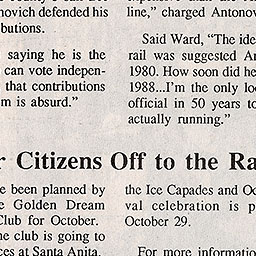 novich defended his
butions.
saying he is the
can vote indepen-
that contributions
m is absurd."
line," charged Antonov
Said Ward, "The ide
rail was suggested An
1980. How soon did he
1988...I'm the only lo
official in 50 years to
actually running."
r Citizens Off to the Ra
e been planned by
e Golden Dream
Club for October.
e club is going to
ces at Santa Anita.
the Ice Capades and Oc
val celebration is p
October 29.
For more informatio